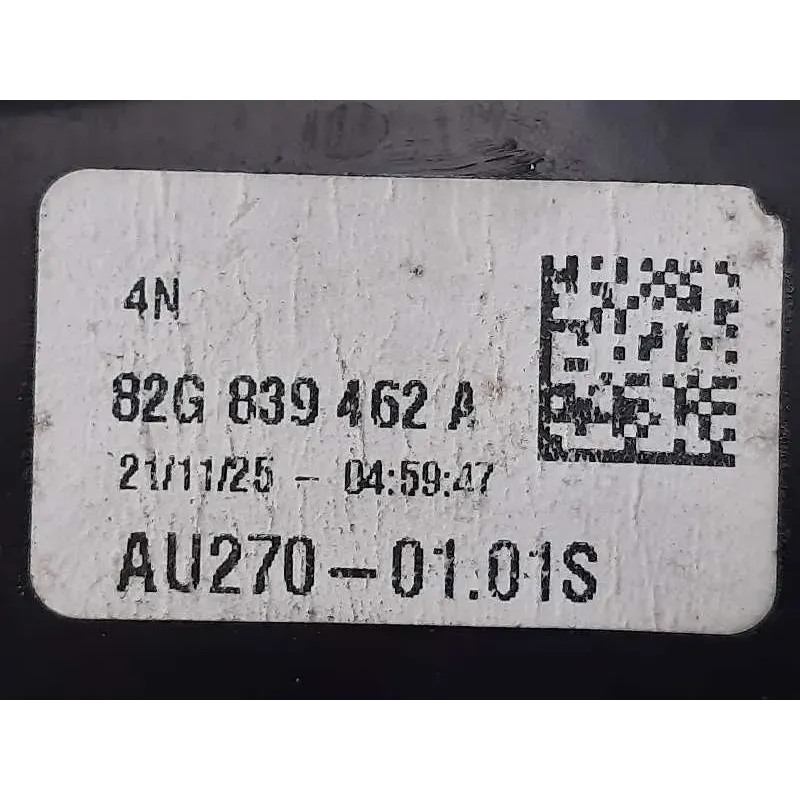 4N
82G 839 462 A
21/11/25 - 04:59:47
AU270-01.01S